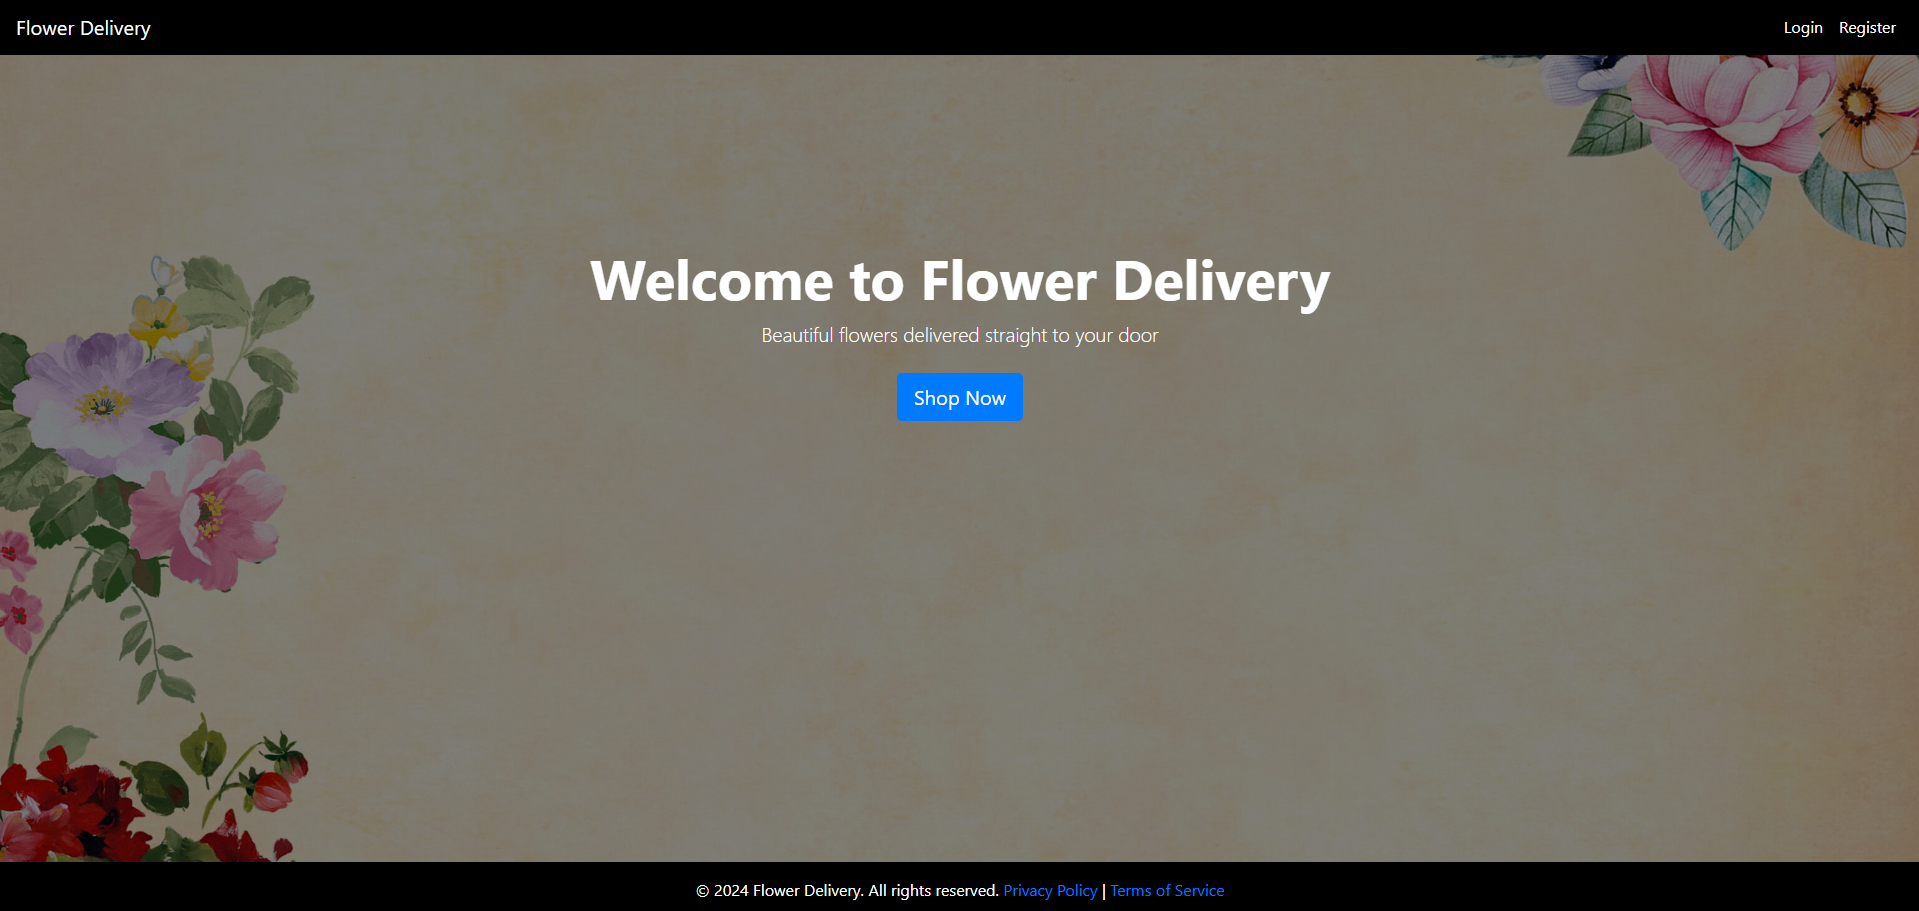 Flower Delivery
Login Register
Welcome to Flower Delivery
Beautiful flowers delivered straight to your door
Shop Now
© 2024 Flower Delivery. All rights reserved. Privacy Policy | Terms of Service